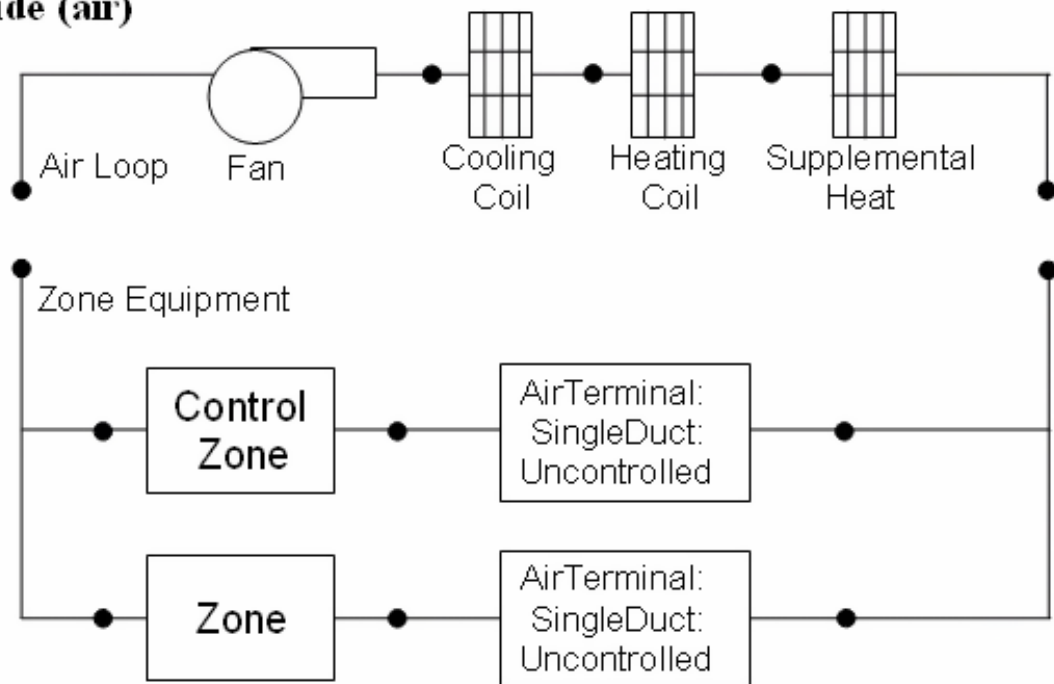 (air)
Air Loop
Fan
Cooling
Coil
Heating
Coil
Supplemental
Heat
Zone Equipment
Control
Zone
AirTerminal:
SingleDuct:
Uncontrolled
Zone
AirTerminal:
SingleDuct:
Uncontrolled